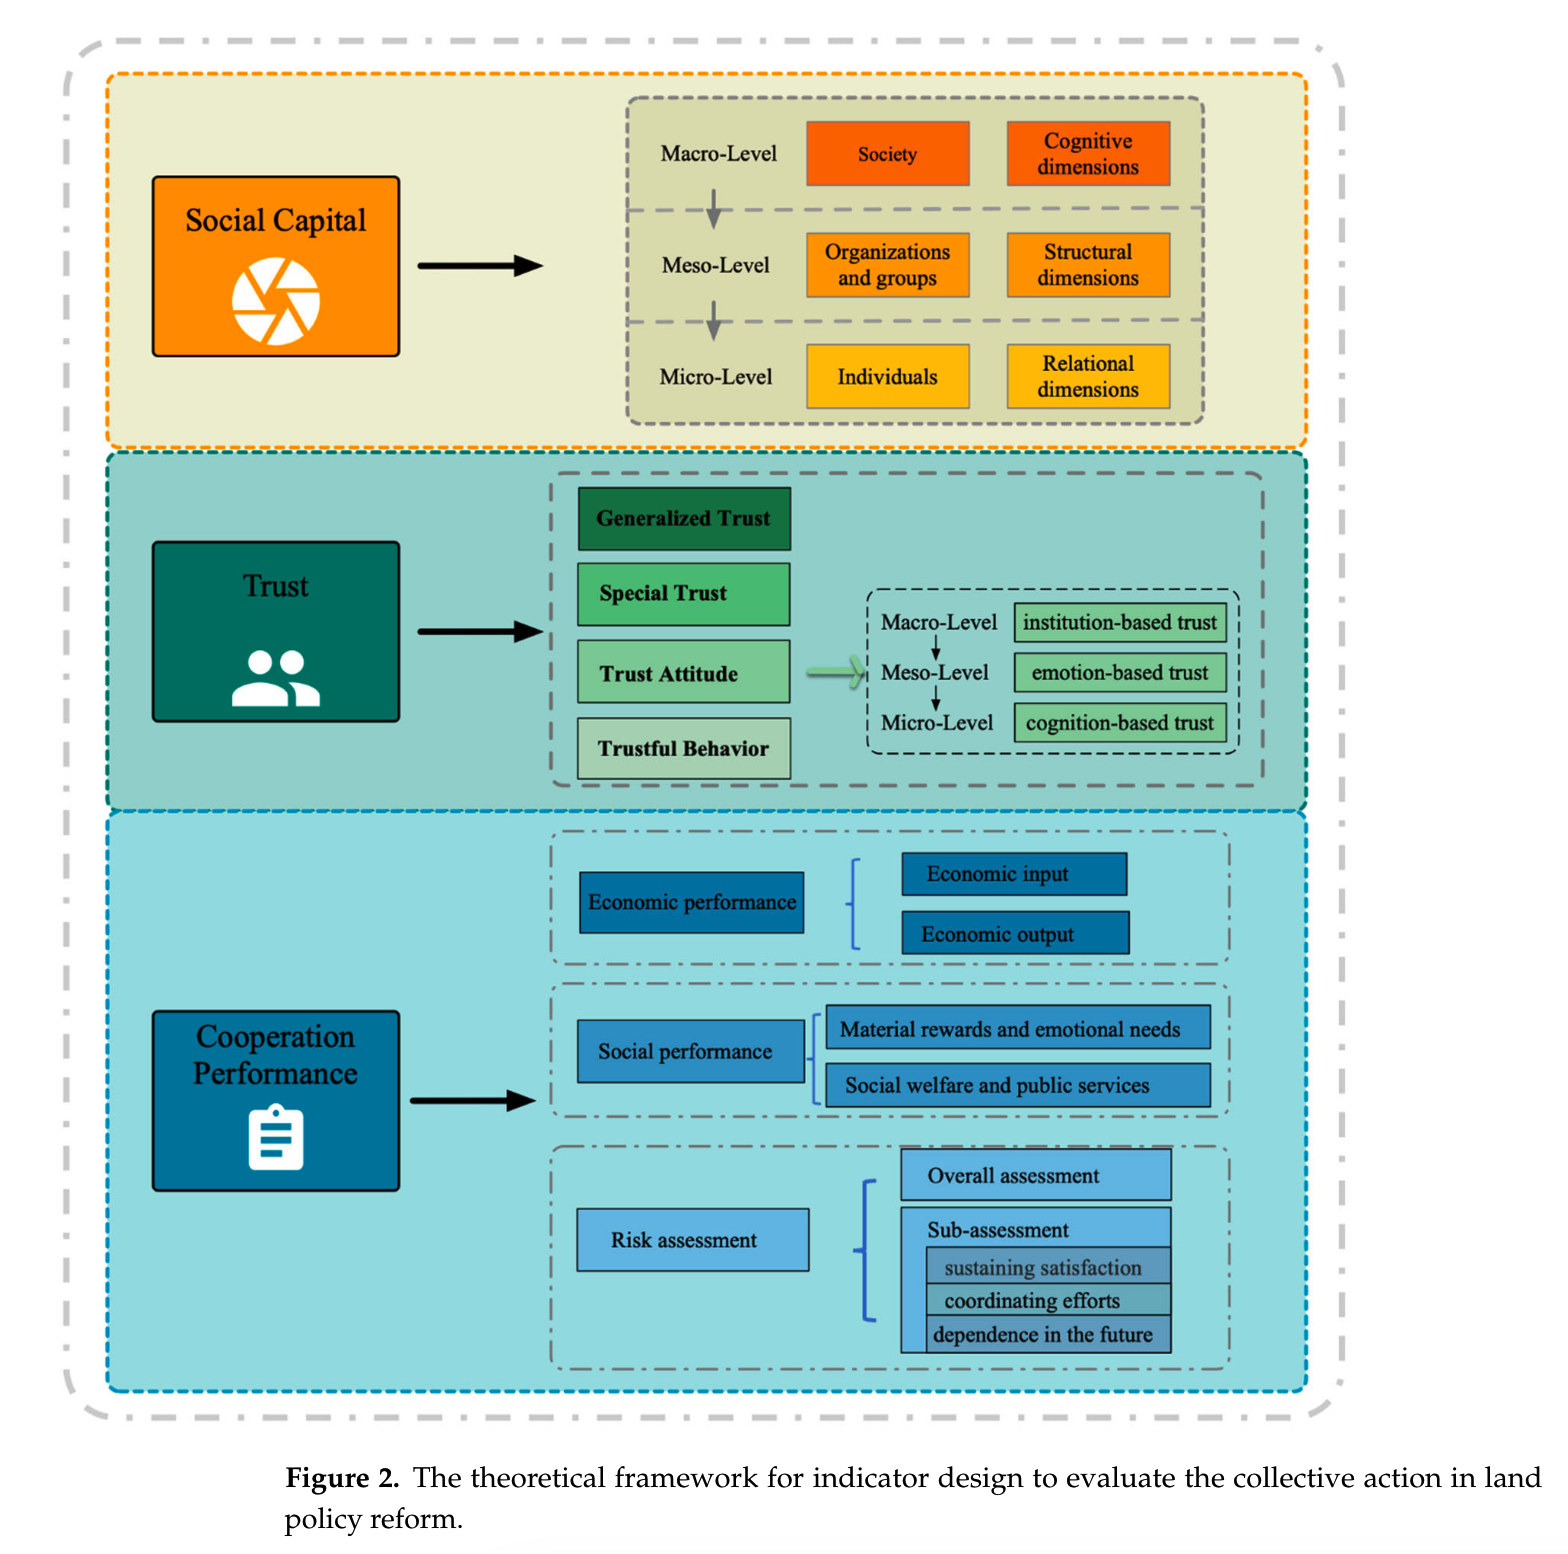 Social Capital
Macro-Level
Society
Cognitive
dimensions
Meso-Level
Organizations
and groups
Structural
dimensions
Micro-Level
Individuals
Relational
dimensions
Trust
Generalized Trust
Special Trust
Trust Attitude
Trustful Behavior
Macro-Level
institution-based trust
Meso-Level
emotion-based trust
Micro-Level
cognition-based trust
Cooperation
Performance
Economic performance
Economic input
Economic output
Social performance
Material rewards and emotional needs
Social welfare and public services
Risk assessment
Overall assessment
Sub-assessment
sustaining satisfaction
coordinating efforts
dependence in the future
Figure 2. The theoretical framework for indicator design to evaluate the collective action in land
policy reform.